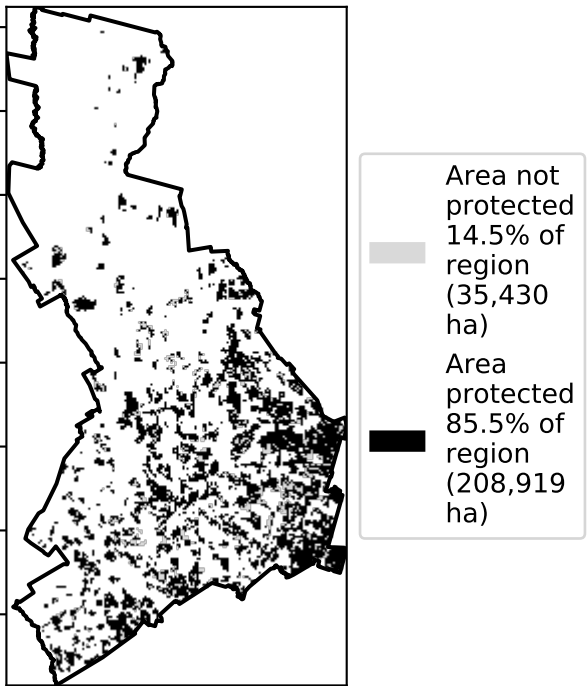 Area not
protected
14.5% of
region
(35,430
ha)
Area
protected
85.5% of
region
(208,919
ha)